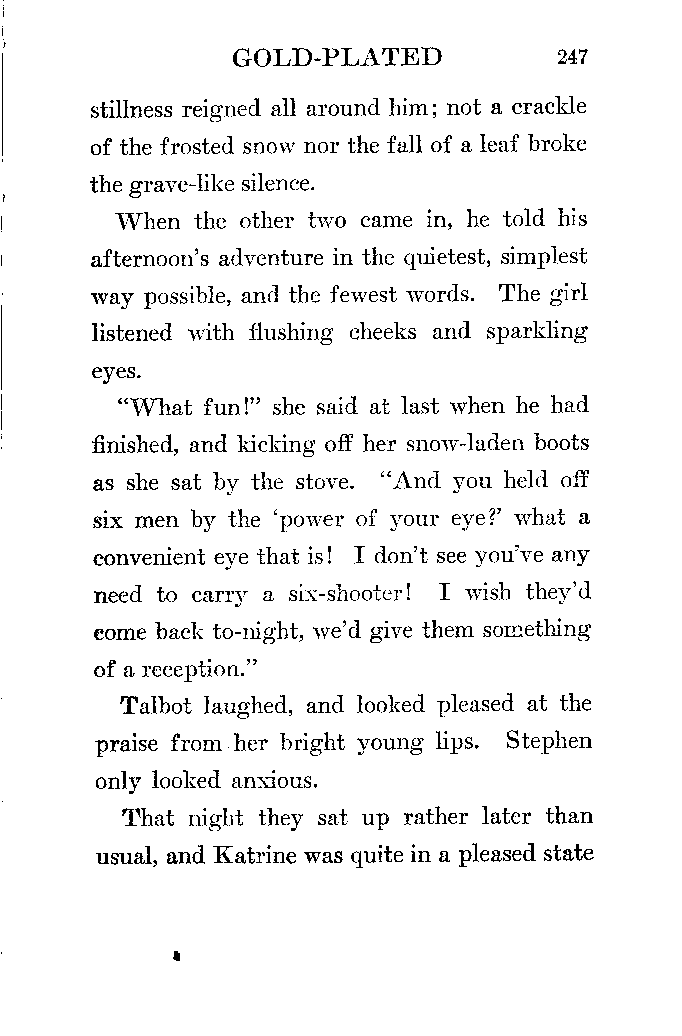 GOLD-PLATED 247
stillness reigned all around him; not a crackle
of the frosted snow nor the fall of a leaf broke
the grave-like silence.
When the other two came in, he told his
afternoon's adventure in the quietest, simplest
way possible, and the fewest words. The girl
listened with flushing cheeks and sparkling
eyes.
“What fun!” she said at last when he had
finished, and kicking off her snow-laden boots
as she sat by the stove. “And you held off
six men by the ‘power of your eye?’ what a
convenient eye that is! I don't see you've any
need to carry a six-shooter! I wish they'd
come back to-night, we'd give them something
of a reception.”
Talbot laughed, and looked pleased at the
praise from her bright young lips. Stephen
only looked anxious.
That night they sat up rather later than
usual, and Katrine was quite in a pleased state